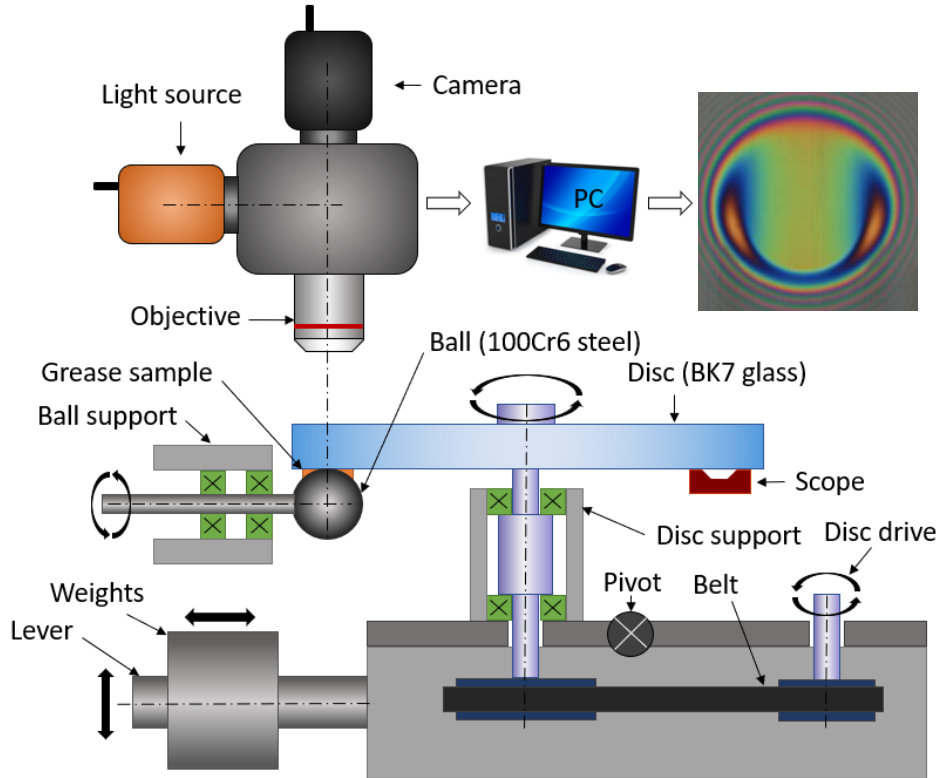 Light source
Camera
PC
Objective
Ball (100Cr6 steel)
Grease sample
Disc (BK7 glass)
Ball support
Scope
Disc support
Disc drive
Weights
Pivot
Belt
Lever